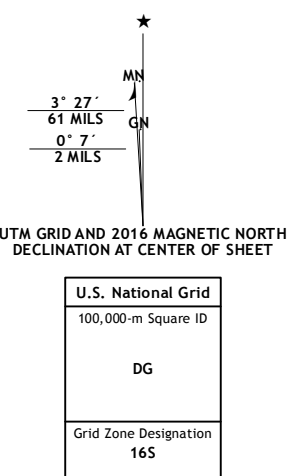 ★
MN
3° 27´
61 MILS
GN
0° 7´
2 MILS
UTM GRID AND 2016 MAGNETIC NORTH
DECLINATION AT CENTER OF SHEET
U.S. National Grid
100,000-m Square ID
DG
Grid Zone Designation
16S